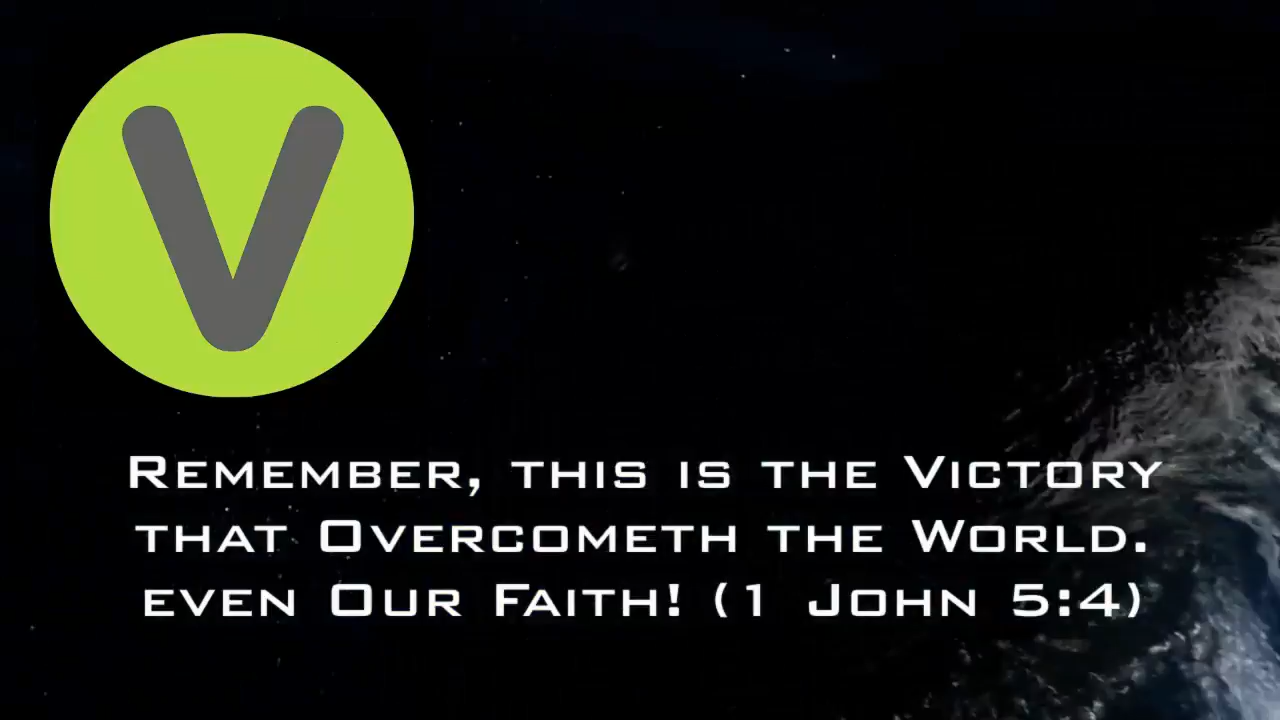 V
Remember, this is the Victory
that Overcometh the World.
even Our Faith! (1 John 5:4)